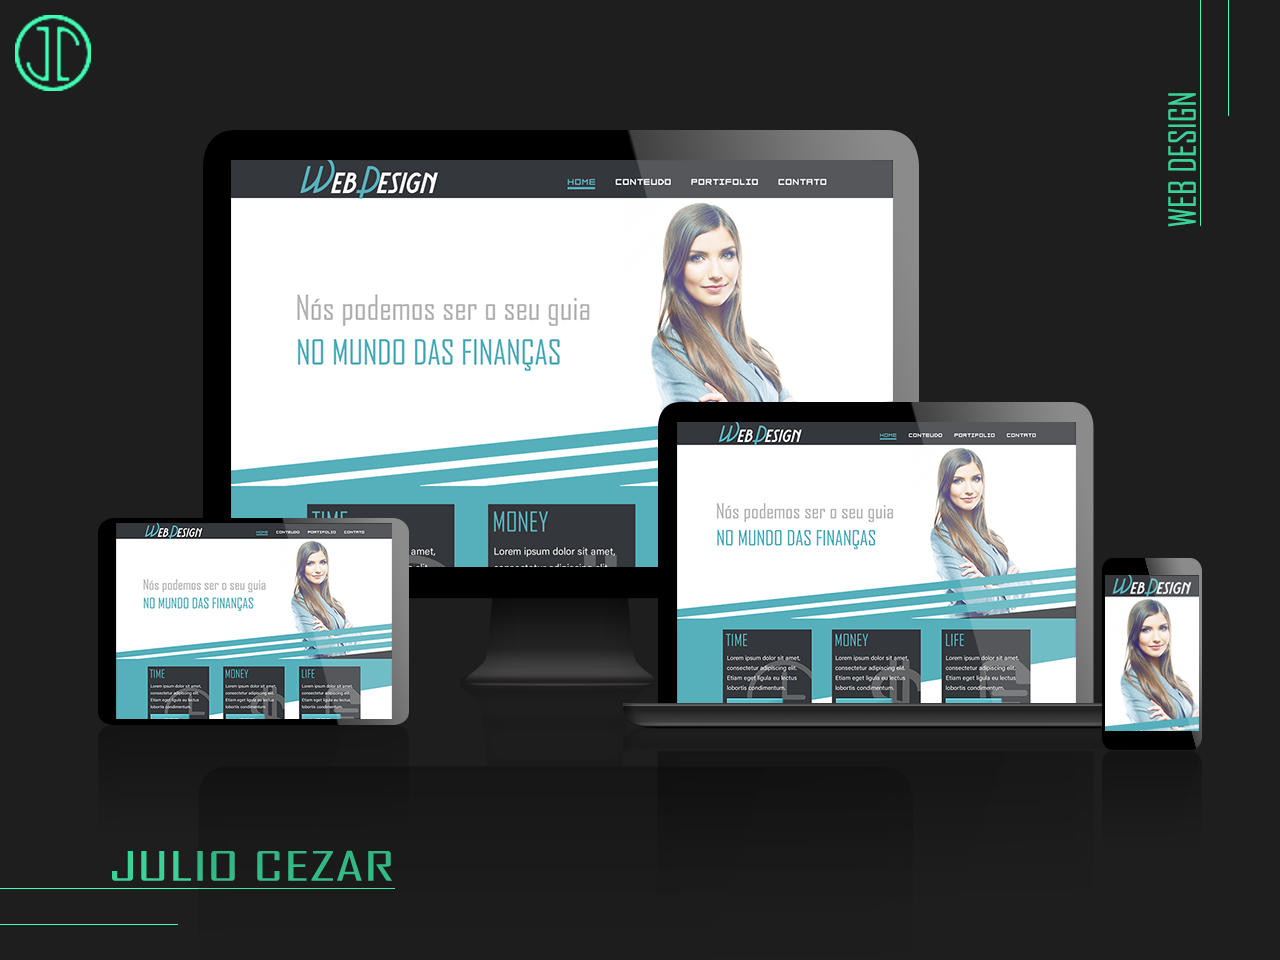 JC
WEB DESIGN
WEB DESIGN
HOME CONTEUDO PORTIFOLIO CONTATO
Nós podemos ser o seu guia
NO MUNDO DAS FINANÇAS
TIME
MONEY
amet,
elit.
Lorem ipsum dolor sit amet,
consectetur adipiscing elit.
WEB DESIGN
HOME CONTEUDO PORTIFOLIO CONTATO
Nós podemos ser o seu guia
NO MUNDO DAS FINANÇAS
TIME
Lorem ipsum dolor sit amet,
consectetur adipiscing elit.
Etiam eget ligula eu lectus
lobortis condimentum.
MONEY
Lorem ipsum dolor sit amet,
consectetur adipiscing elit.
Etiam eget ligula eu lectus
lobortis condimentum.
LIFE
Lorem ipsum dolor sit amet,
consectetur adipiscing elit.
Etiam eget ligula eu lectus
lobortis condimentum.
WEB DESIGN
HOME CONTEUDO PORTIFOLIO CONTATO
Nós podemos ser o seu guia
NO MUNDO DAS FINANÇAS
TIME
Lorem ipsum dolor sit amet,
consectetur adipiscing elit.
Etiam eget ligula eu lectus
lobortis condimentum.
MONEY
Lorem ipsum dolor sit amet,
consectetur adipiscing elit.
Etiam eget ligula eu lectus
lobortis condimentum.
LIFE
Lorem ipsum dolor sit amet,
consectetur adipiscing elit.
Etiam eget ligula eu lectus
lobortis condimentum.
WEB DESIGN
JULIO CEZAR